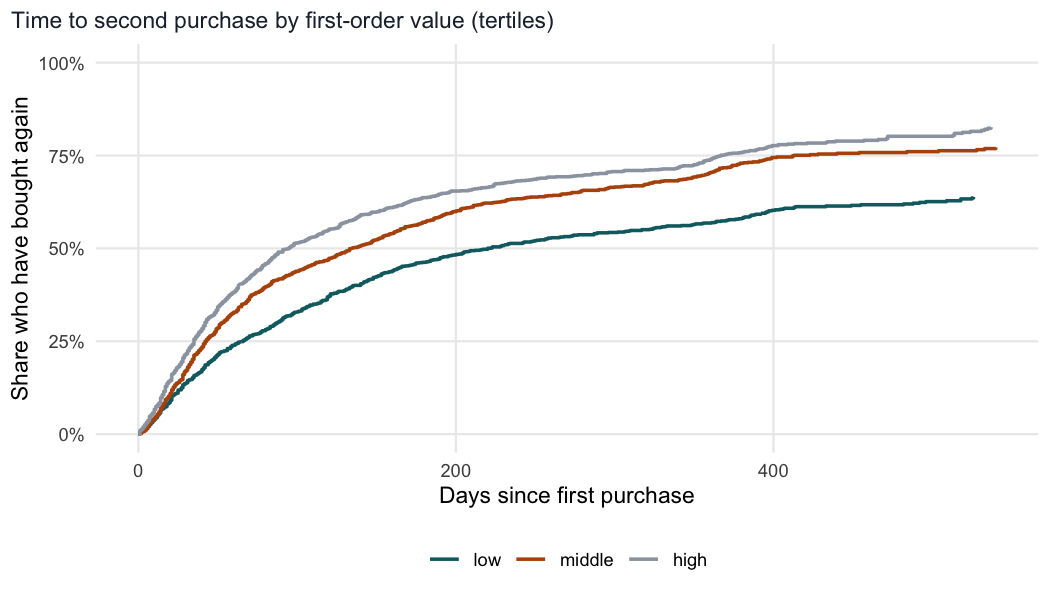 Time to second purchase by first-order value (tertiles)
Share who have bought again
100%
75%
50%
25%
0%
0 200 400
Days since first purchase
low middle high